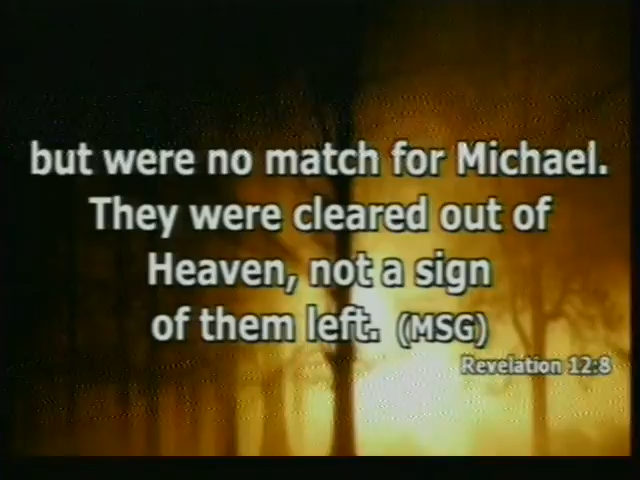 but were no match for Michael.
They were cleared out of
Heaven, not a sign
of them left. (MSG)
Revelation 12:8